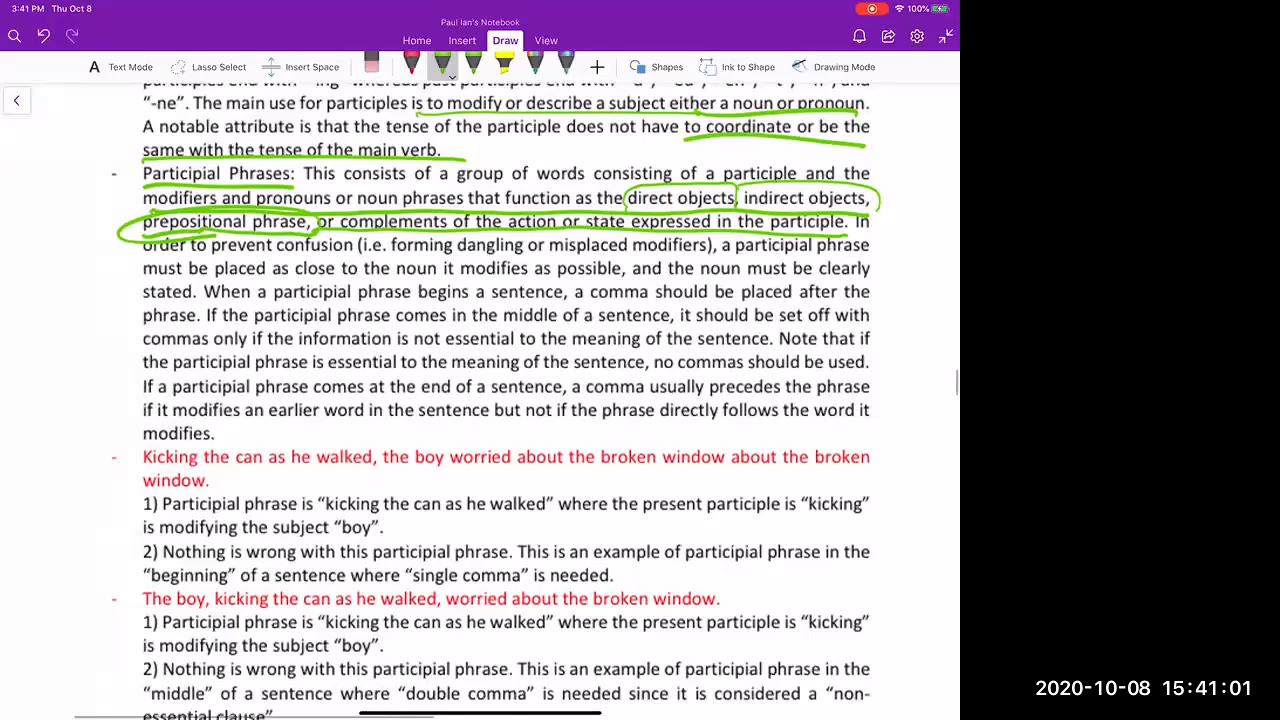 3:41 PM Thu Oct 8
100%
Paul Ian's Notebook
Home Insert Draw View
Text Mode Lasso Select Insert Space Shapes Ink to Shape Drawing Mode
"-ne". The main use for participles is to modify or describe a subject either a noun or pronoun.
A notable attribute is that the tense of the participle does not have to coordinate or be the
same with the tense of the main verb.
- Participial Phrases: This consists of a group of words consisting of a participle and the
modifiers and pronouns or noun phrases that function as the direct objects, indirect objects,
prepositional phrase, or complements of the action or state expressed in the participle. In
order to prevent confusion (i.e. forming dangling or misplaced modifiers), a participial phrase
must be placed as close to the noun it modifies as possible, and the noun must be clearly
stated. When a participial phrase begins a sentence, a comma should be placed after the
phrase. If the participial phrase comes in the middle of a sentence, it should be set off with
commas only if the information is not essential to the meaning of the sentence. Note that if
the participial phrase is essential to the meaning of the sentence, no commas should be used.
If a participial phrase comes at the end of a sentence, a comma usually precedes the phrase
if it modifies an earlier word in the sentence but not if the phrase directly follows the word it
modifies.
- Kicking the can as he walked, the boy worried about the broken window about the broken
window.
1) Participial phrase is "kicking the can as he walked" where the present participle is "kicking"
is modifying the subject "boy".
2) Nothing is wrong with this participial phrase. This is an example of participial phrase in the
"beginning" of a sentence where "single comma" is needed.
- The boy, kicking the can as he walked, worried about the broken window.
1) Participial phrase is "kicking the can as he walked" where the present participle is "kicking"
is modifying the subject "boy".
2) Nothing is wrong with this participial phrase. This is an example of participial phrase in the
"middle" of a sentence where "double comma" is needed since it is considered a "non-
essential clause"
2020-10-08 15:41:01